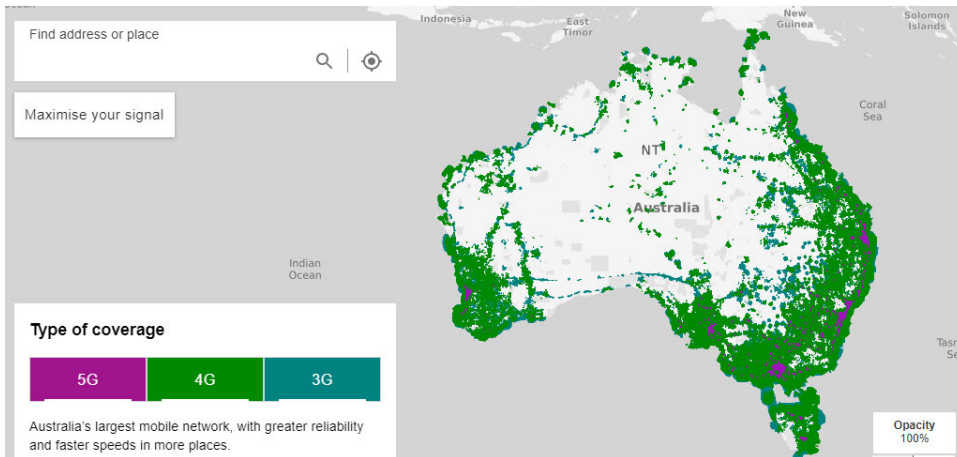 Find address or place
Maximise your signal
Indonesia
East
Timor
New
Guinea
Solomon
Islands
Coral
Sea
NT
Australia
Indian
Ocean
Type of coverage
5G
4G
3G
Australia's largest mobile network, with greater reliability
and faster speeds in more places.
Opacity
100%